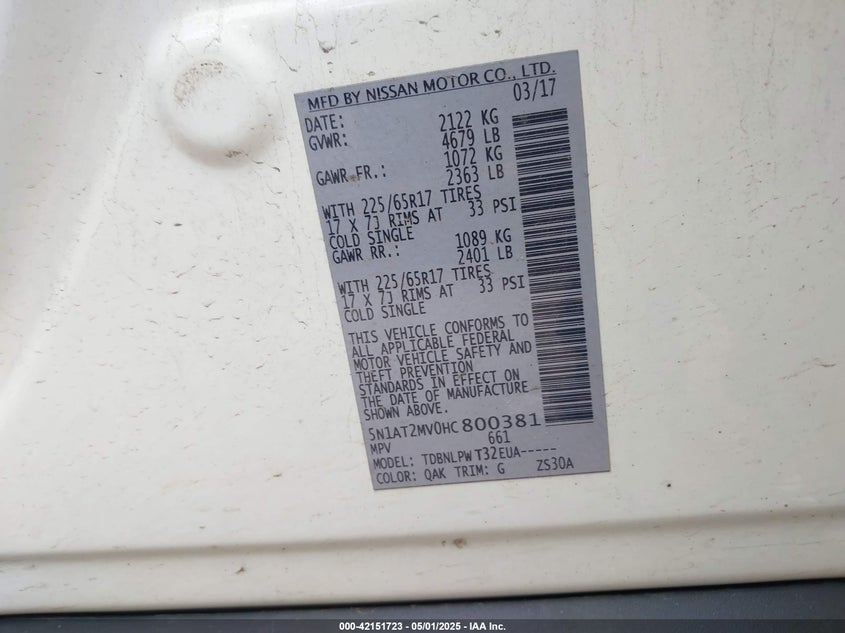 MFD BY NISSAN MOTOR CO., LTD.
DATE: 03/17
GVWR: 2122 KG
4679 LB
GAWR FR.: 1072 KG
2363 LB
WITH 225/65R17 TIRES
17 X 7J RIMS AT 33 PSI
COLD SINGLE
GAWR RR.: 1089 KG
2401 LB
WITH 225/65R17 TIRES
17 X 7J RIMS AT 33 PSI
COLD SINGLE
THIS VEHICLE CONFORMS TO
ALL APPLICABLE FEDERAL
MOTOR VEHICLE SAFETY AND
THEFT PREVENTION
STANDARDS IN EFFECT ON
THE DATE OF MANUFACTURE
SHOWN ABOVE.
5N1AT2MV0HC800381
MPV 661
MODEL: TDBNLPW T32EUA-----
COLOR: QAK TRIM: G ZS30A
000-42151723 — 05/01/2025 — IAA Inc.